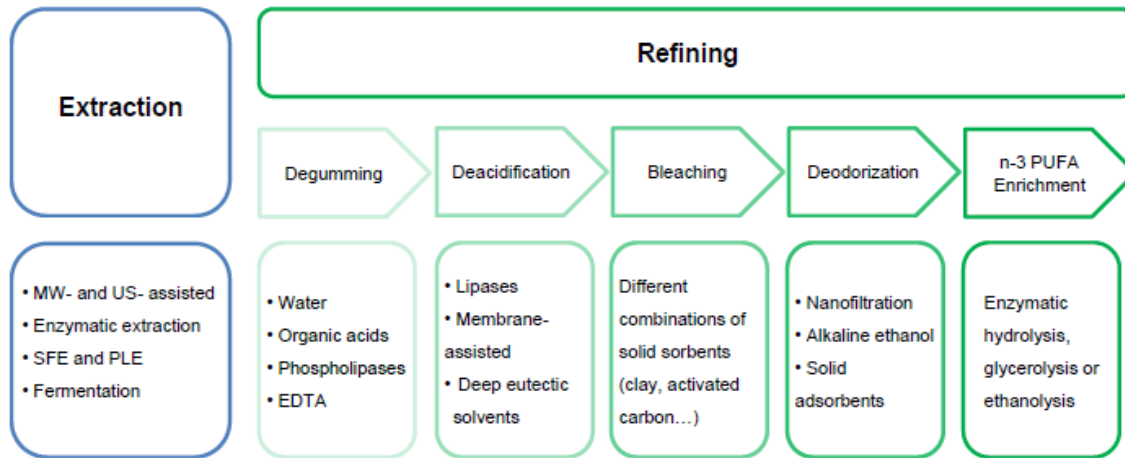 Extraction
Refining
Degumming
Deacidification
Bleaching
Deodorization
n-3 PUFA
Enrichment
• MW- and US- assisted
• Enzymatic extraction
• SFE and PLE
• Fermentation
• Water
• Organic acids
• Phospholipases
• EDTA
• Lipases
• Membrane-
assisted
• Deep eutectic
solvents
Different
combinations of
solid sorbents
(clay, activated
carbon…)
• Nanofiltration
• Alkaline ethanol
• Solid
adsorbents
Enzymatic
hydrolysis,
glycerolysis or
ethanolysis